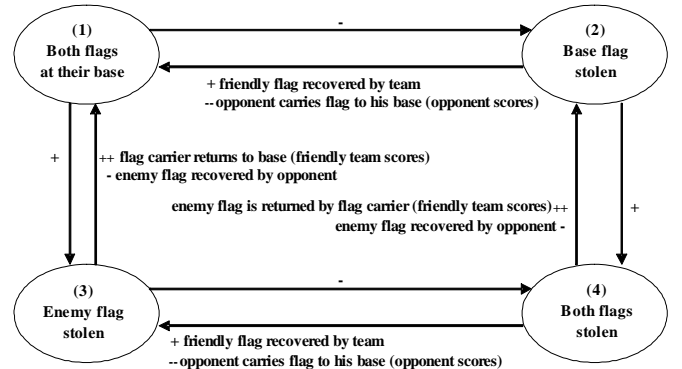 (1)
Both flags
at their base
-
(2)
Base flag
stolen
+ friendly flag recovered by team
-- opponent carries flag to his base (opponent scores)
+
++ flag carrier returns to base (friendly team scores)
- enemy flag recovered by opponent
enemy flag is returned by flag carrier (friendly team scores) ++
enemy flag recovered by opponent -
+
(3)
Enemy flag
stolen
-
(4)
Both flags
stolen
+ friendly flag recovered by team
-- opponent carries flag to his base (opponent scores)